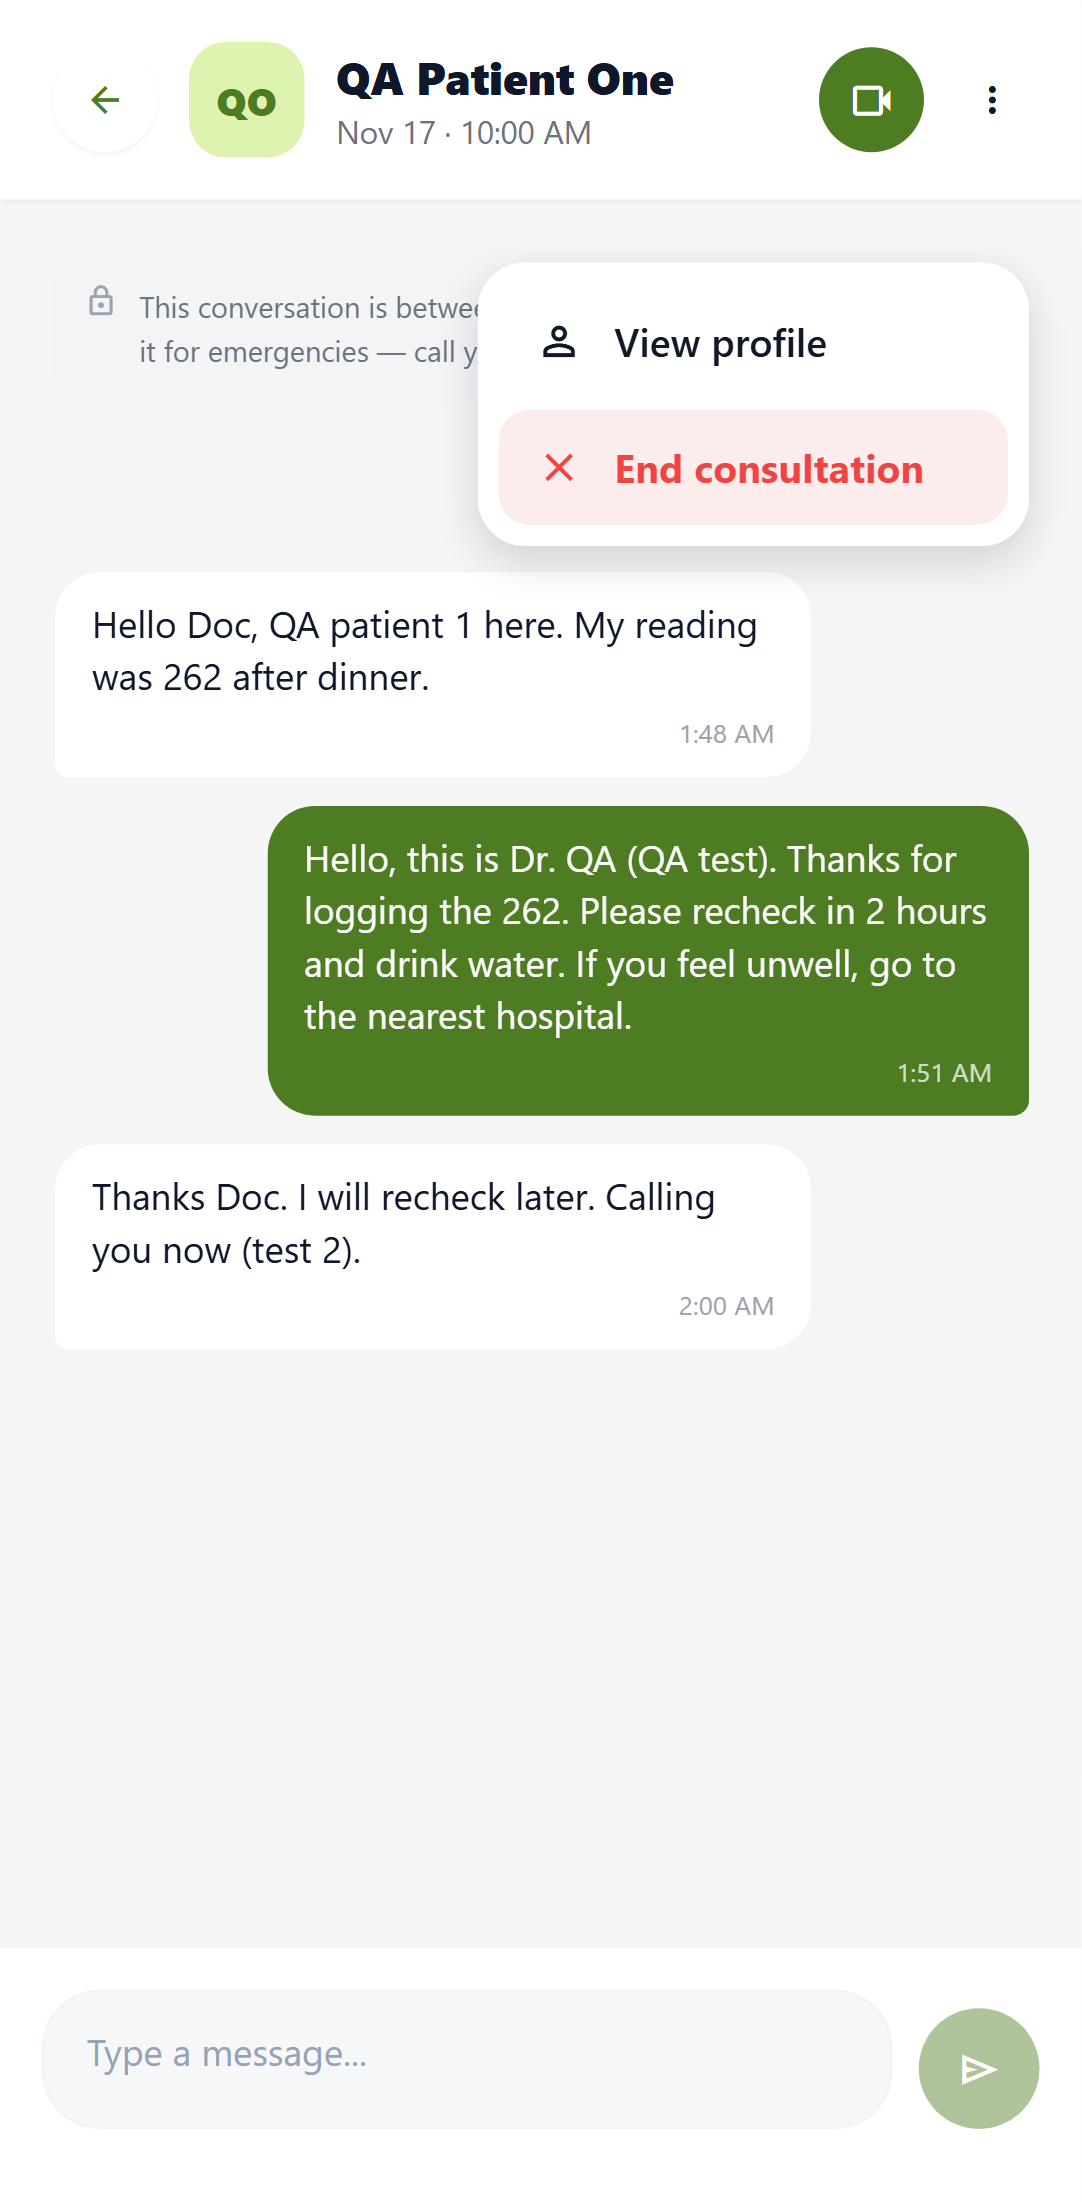 QO
QA Patient One
Nov 17 · 10:00 AM
This conversation is
it for emergencies — call
View profile
End consultation
Hello Doc, QA patient 1 here. My reading
was 262 after dinner.
1:48 AM
Hello, this is Dr. QA (QA test). Thanks for
logging the 262. Please recheck in 2 hours
and drink water. If you feel unwell, go to
the nearest hospital.
1:51 AM
Thanks Doc. I will recheck later. Calling
you now (test 2).
2:00 AM
Type a message...